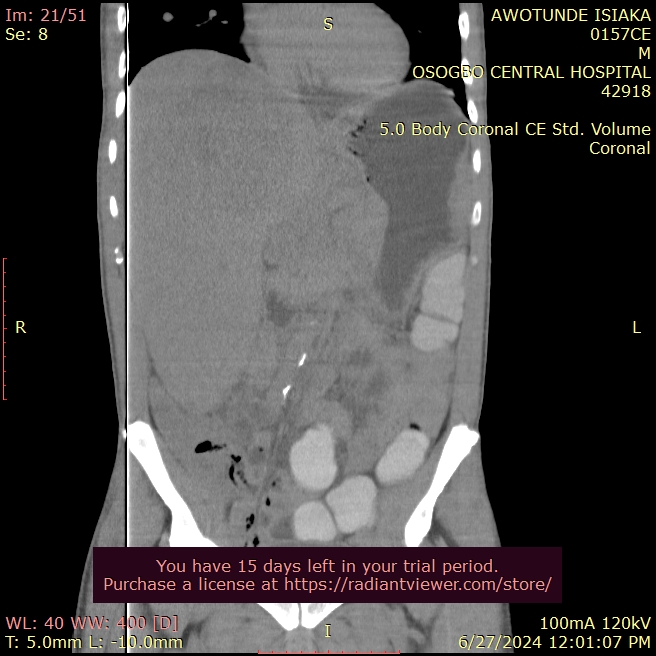 Im: 21/51
Se: 8
S
AWOTUNDE ISIAKA
0157CE
M
OSOGBO CENTRAL HOSPITAL
42918
5.0 Body Coronal CE Std. Volume
Coronal
R
L
You have 15 days left in your trial period.
Purchase a license at https://radiantviewer.com/store/
WL: 40 WW: 400 [D]
T: 5.0mm L: -10.0mm
I
100mA 120kV
6/27/2024 12:01:07 PM